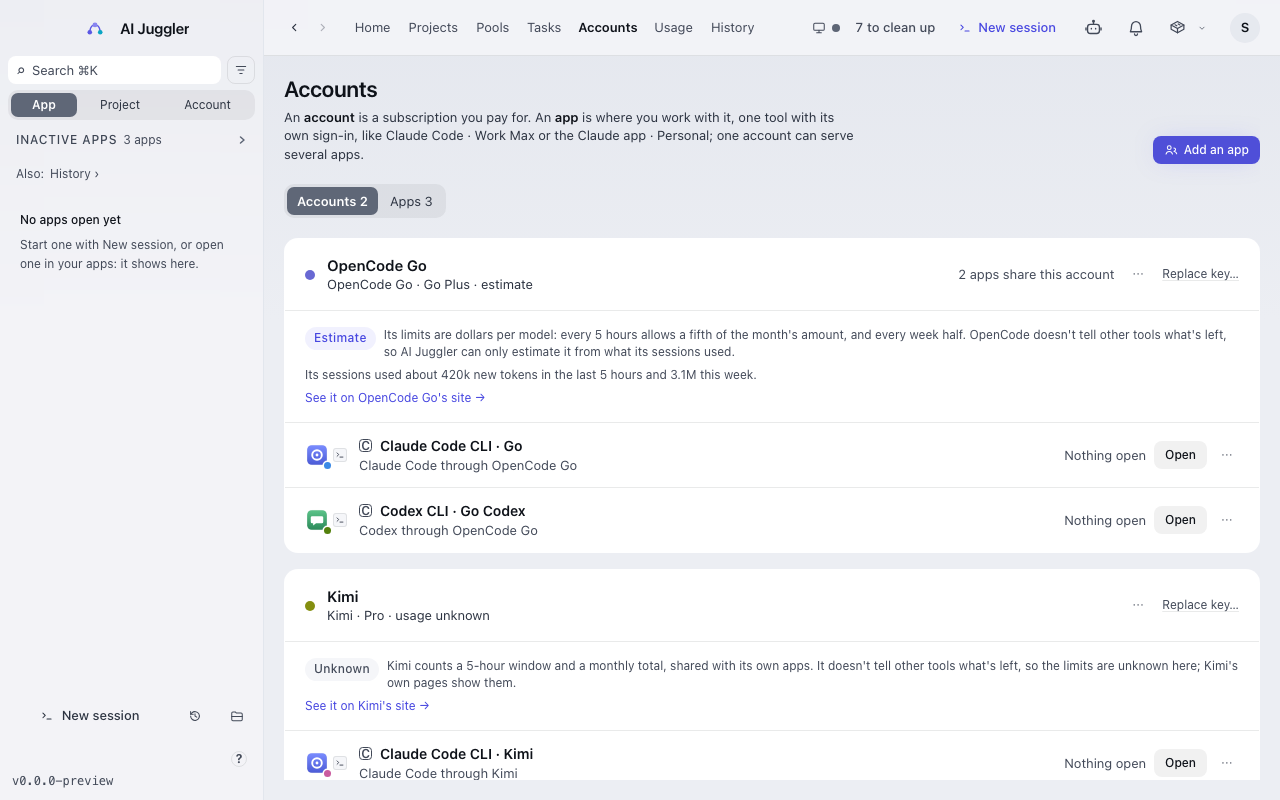 AI Juggler
Search ⌘K
App
Project
Account
INACTIVE APPS 3 apps
Also: History ›
No apps open yet
Start one with New session, or open
one in your apps: it shows here.
New session
?
v0.0.0-preview
Home
Projects
Pools
Tasks
Accounts
Usage
History
7 to clean up
New session
S
Accounts
An account is a subscription you pay for. An app is where you work with it, one tool with its
own sign-in, like Claude Code · Work Max or the Claude app · Personal; one account can serve
several apps.
Add an app
Accounts 2
Apps 3
OpenCode Go
OpenCode Go · Go Plus · estimate
2 apps share this account
···
Replace key…
Estimate
Its limits are dollars per model: every 5 hours allows a fifth of the month's amount, and every week half. OpenCode doesn't tell other tools what's left,
so AI Juggler can only estimate it from what its sessions used.
Its sessions used about 420k new tokens in the last 5 hours and 3.1M this week.
See it on OpenCode Go's site →
C Claude Code CLI · Go
Claude Code through OpenCode Go
Nothing open
Open
···
C Codex CLI · Go Codex
Codex through OpenCode Go
Nothing open
Open
···
Kimi
Kimi · Pro · usage unknown
···
Replace key…
Unknown
Kimi counts a 5-hour window and a monthly total, shared with its own apps. It doesn't tell other tools what's left, so the limits are unknown here; Kimi's
own pages show them.
See it on Kimi's site →
C Claude Code CLI · Kimi
Claude Code through Kimi
Nothing open
Open
···